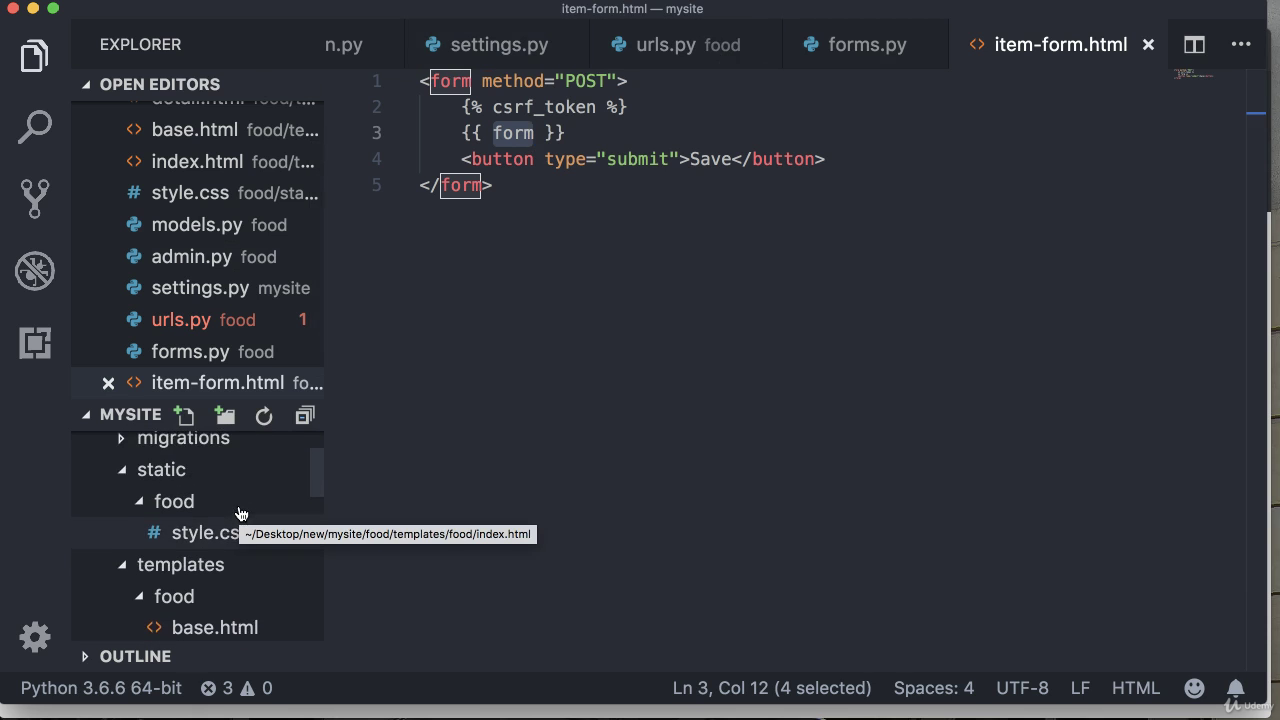 item-form.html — mysite
EXPLORER
n.py
settings.py
urls.py food
forms.py
item-form.html
OPEN EDITORS
detail.html food/te...
base.html food/te...
index.html food/t...
style.css food/sta...
models.py food
admin.py food
settings.py mysite
urls.py food 1
forms.py food
item-form.html fo...
MYSITE
migrations
static
food
style.cs
~/Desktop/new/mysite/food/templates/food/index.html
templates
food
base.html
OUTLINE
1 <form method="POST">
2 {% csrf_token %}
3 {{ form }}
4 <button type="submit">Save</button>
5 </form>
Python 3.6.6 64-bit
3
0
Ln 3, Col 12 (4 selected)
Spaces: 4
UTF-8
LF
HTML
Udemy